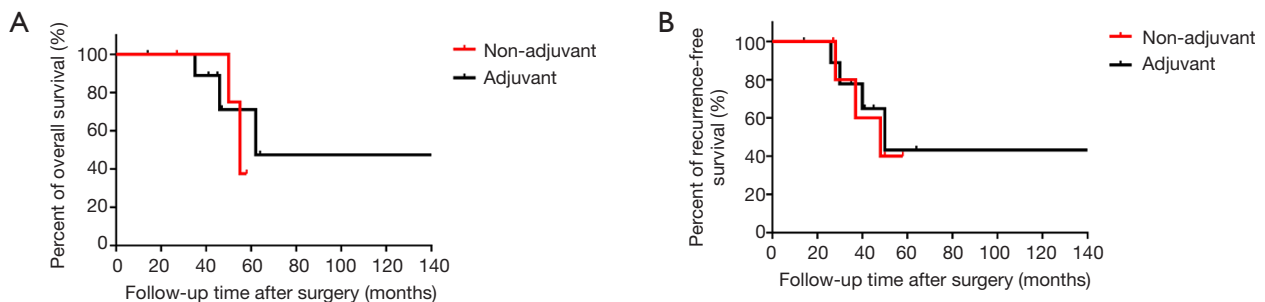 A
Percent of overall survival (%)
100
80
60
40
20
0
0 20 40 60 80 100 120 140
Follow-up time after surgery (months)
Non-adjuvant
Adjuvant
B
Percent of recurrence-free
survival (%)
100
80
60
40
20
0
0 20 40 60 80 100 120 140
Follow-up time after surgery (months)
Non-adjuvant
Adjuvant